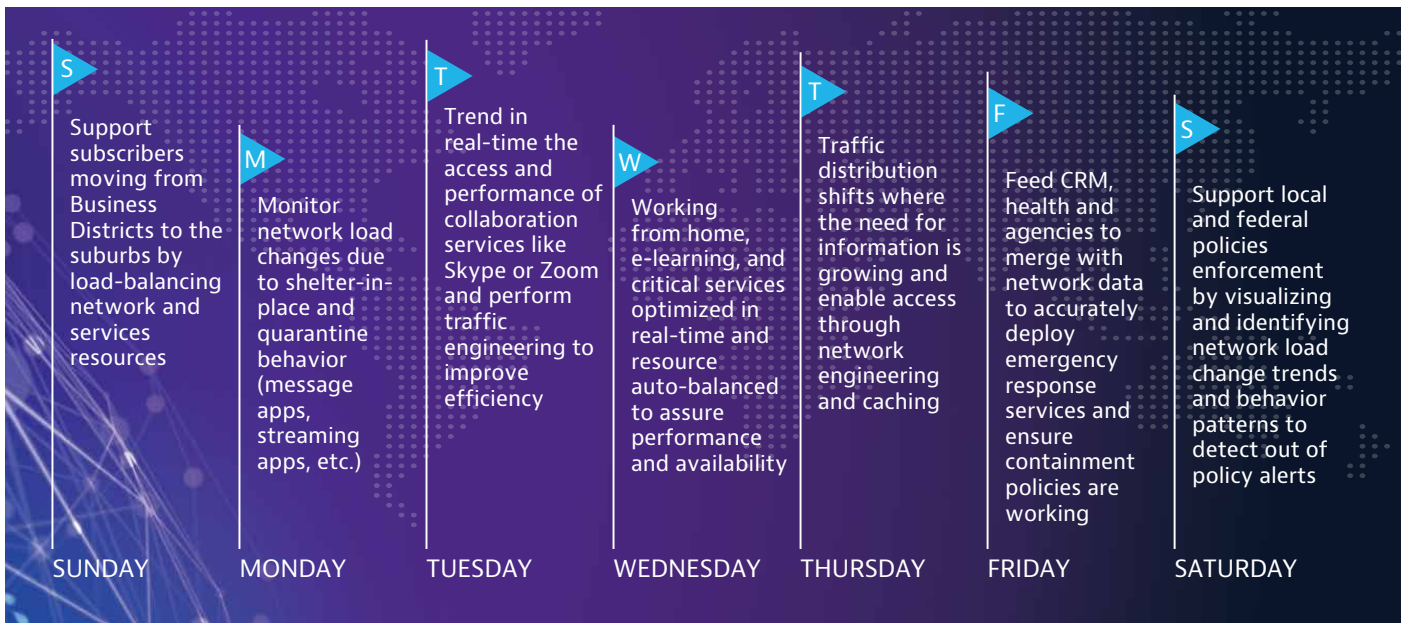 S
Support
subscribers
moving from
Business
Districts to the
suburbs by
load-balancing
network and
services
resources
SUNDAY
M
Monitor
network load
changes due
to shelter-in-
place and
quarantine
behavior
(message
apps,
streaming
apps, etc.)
MONDAY
T
Trend in
real-time the
access and
performance of
collaboration
services like
Skype or Zoom
and perform
traffic
engineering to
improve
efficiency
TUESDAY
W
Working
from home,
e-learning, and
critical services
optimized in
real-time and
resource
auto-balanced
to assure
performance
and availability
WEDNESDAY
T
Traffic
distribution
shifts where
the need for
information is
growing and
enable access
through
network
engineering
and caching
THURSDAY
F
Feed CRM,
health and
agencies to
merge with
network data
to accurately
deploy
emergency
response
services and
ensure
containment
policies are
working
FRIDAY
S
Support local
and federal
policies
enforcement
by visualizing
and identifying
network load
change trends
and behavior
patterns to
detect out of
policy alerts
SATURDAY